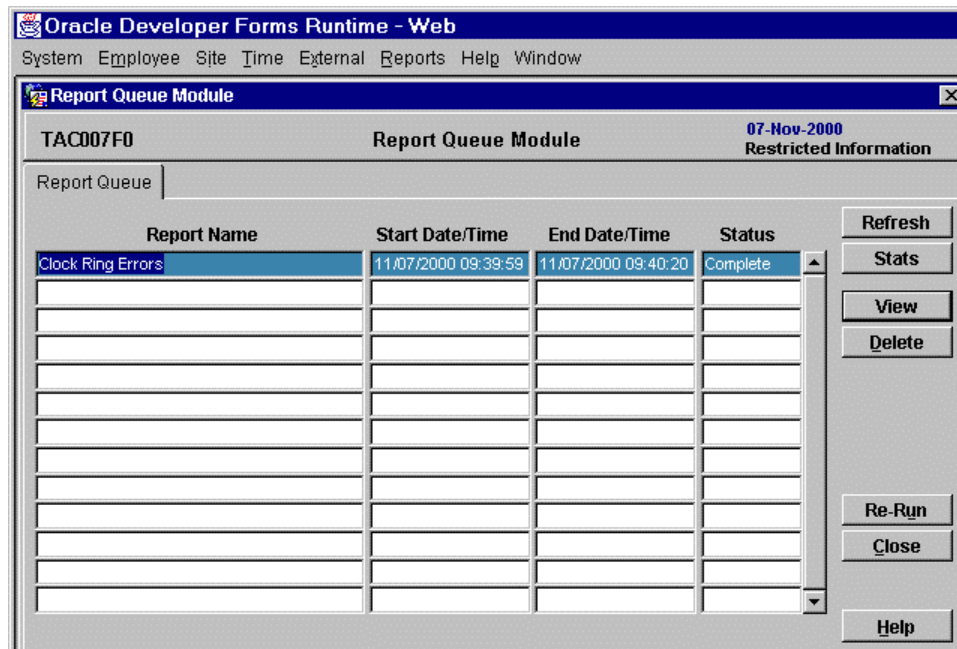 Oracle Developer Forms Runtime - Web
System Employee Site Time External Reports Help Window
Report Queue Module
TAC007F0 Report Queue Module 07-Nov-2000
Restricted Information
Report Queue
Report Name Start Date/Time End Date/Time Status
Clock Ring Errors 11/07/2000 09:39:59 11/07/2000 09:40:20 Complete
Refresh
Stats
View
Delete
Re-Run
Close
Help